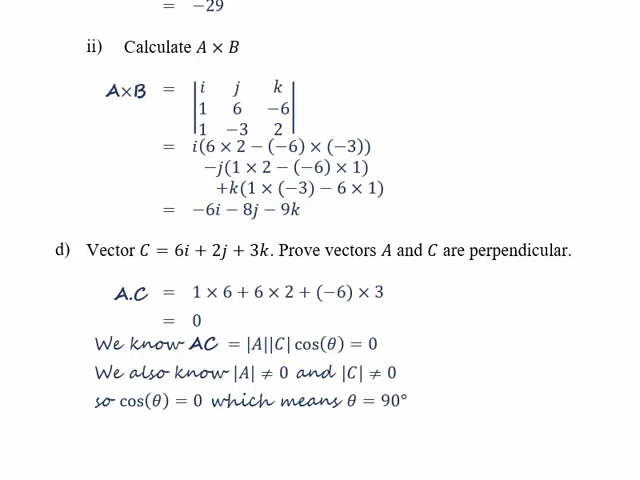 = −29
ii) Calculate A × B
A×B = |i j k|
|1 6 −6|
|1 −3 2|
= i(6 × 2 − (−6) × (−3))
−j(1 × 2 − (−6) × 1)
+k(1 × (−3) − 6 × 1)
= −6i − 8j − 9k
d) Vector C = 6i + 2j + 3k. Prove vectors A and C are perpendicular.
A.C = 1 × 6 + 6 × 2 + (−6) × 3
= 0
We know AC = |A||C| cos(θ) = 0
We also know |A| ≠ 0 and |C| ≠ 0
so cos(θ) = 0 which means θ = 90°